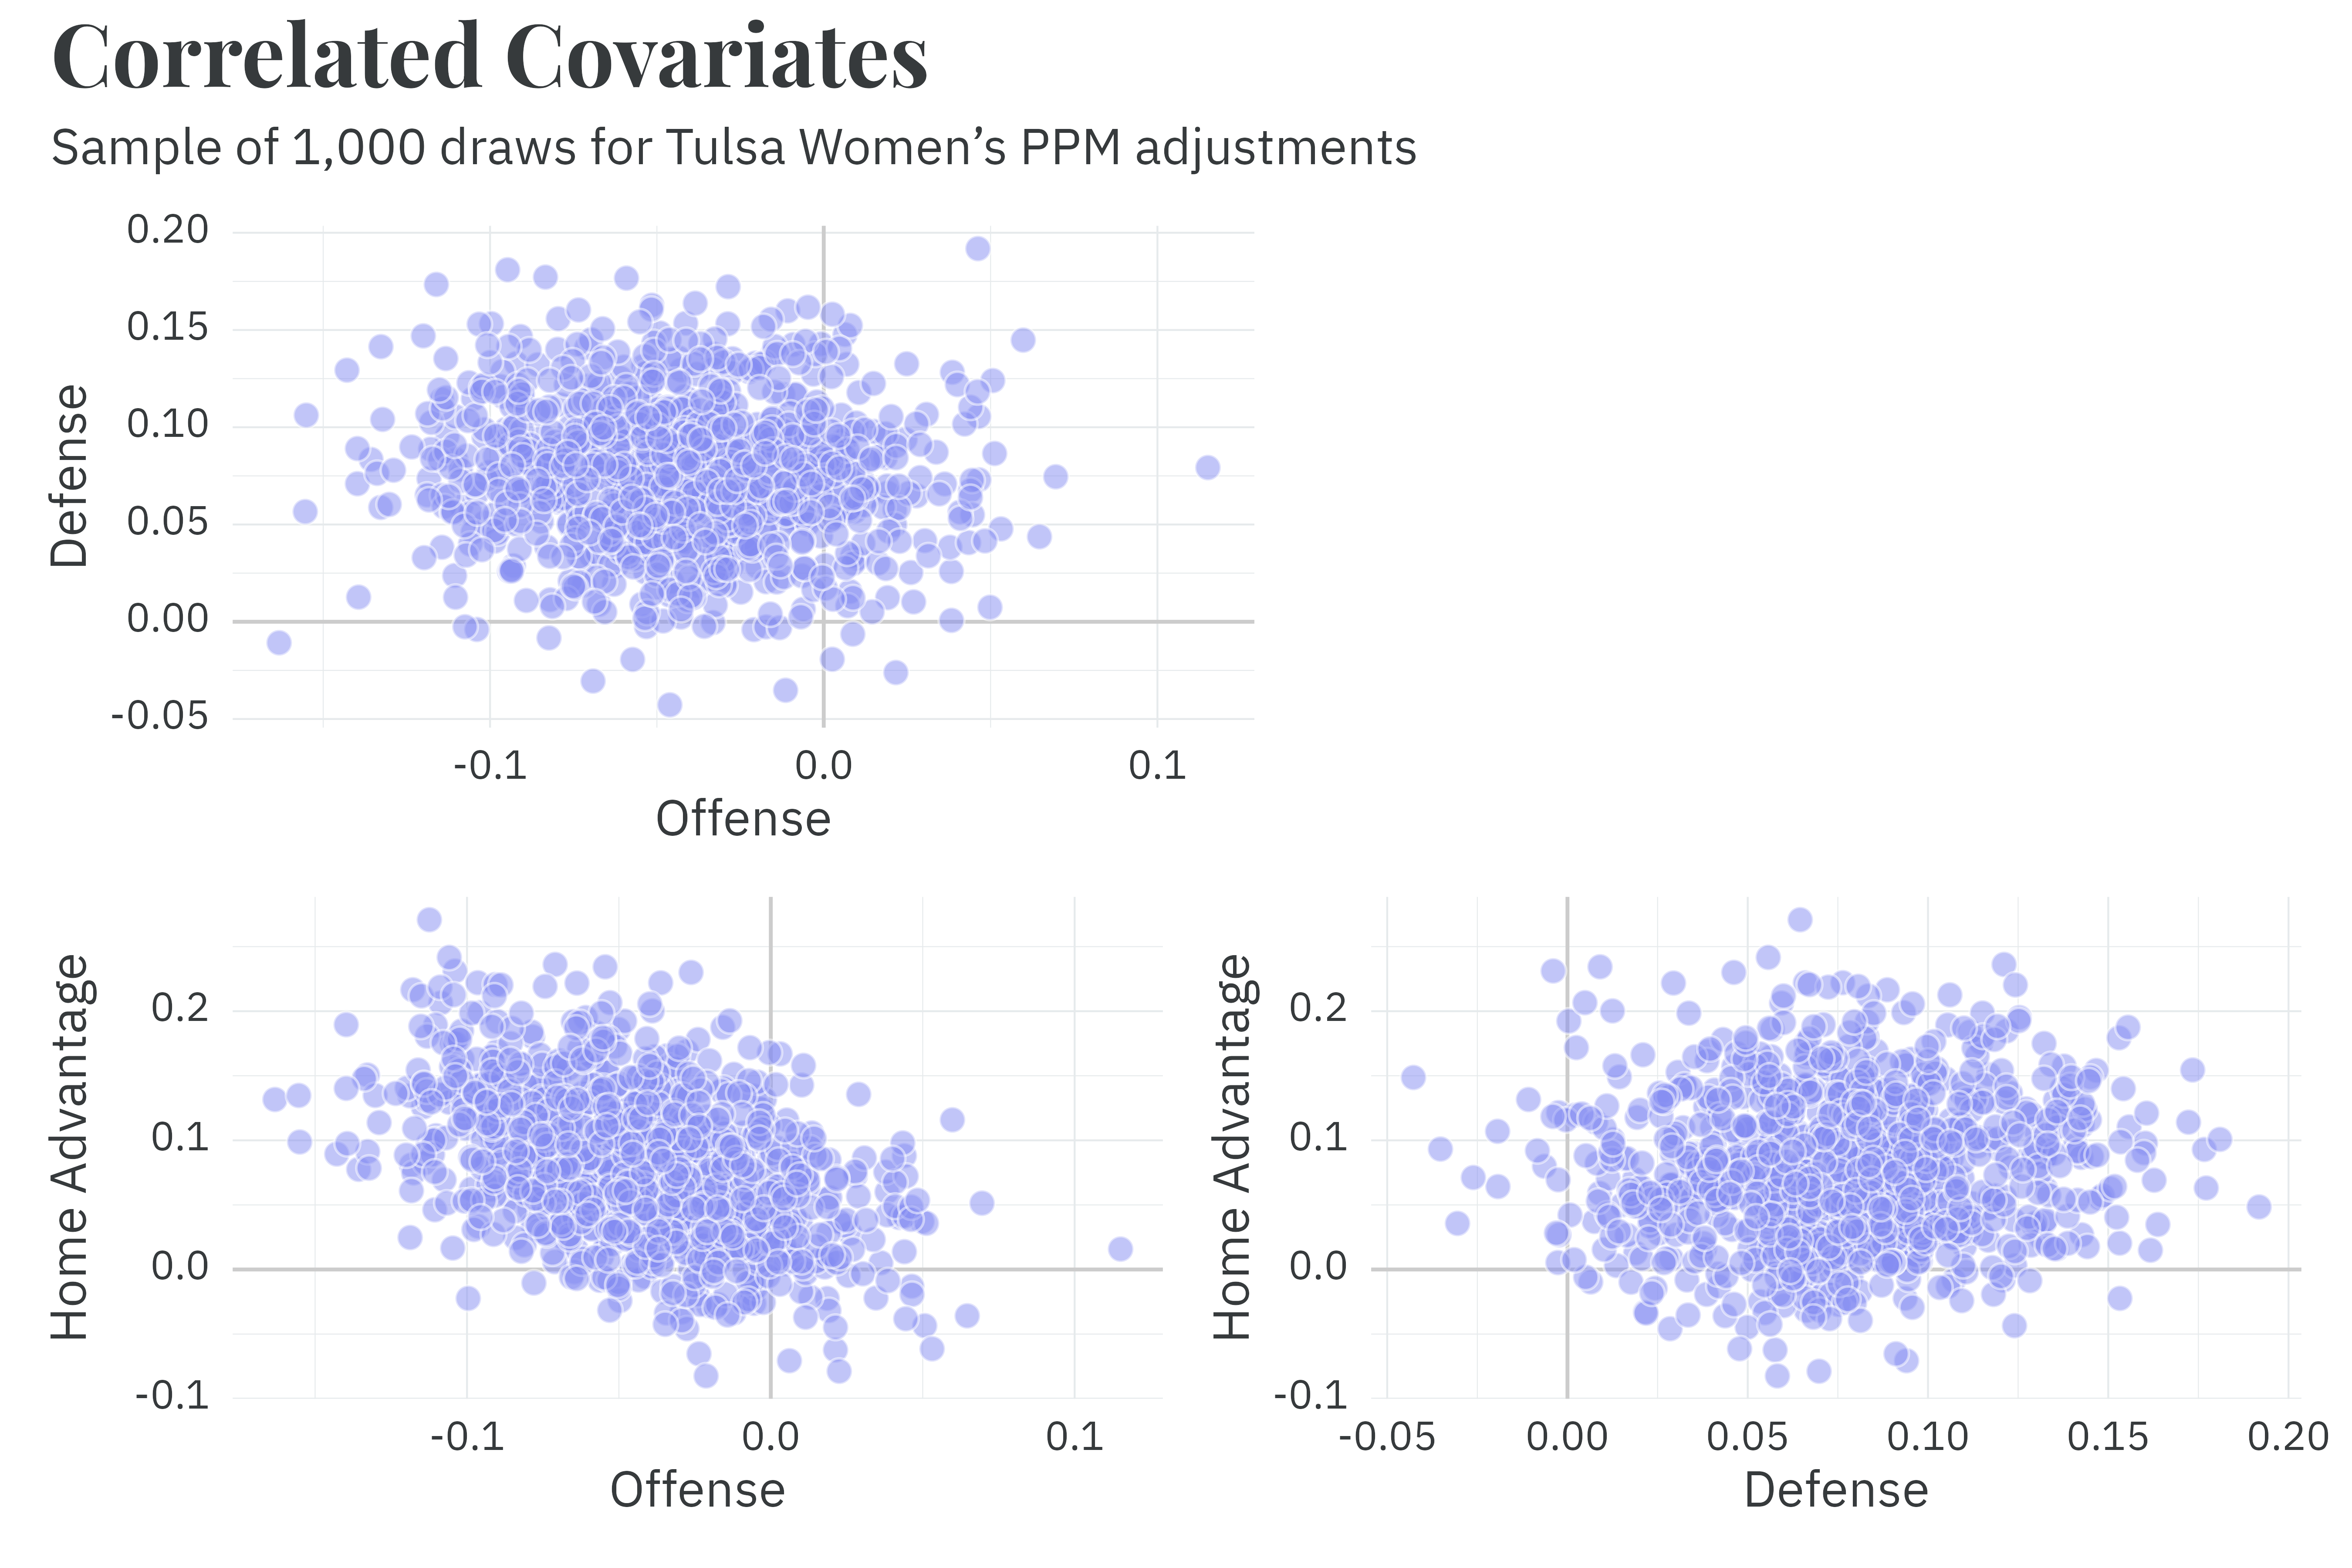 Correlated Covariates
Sample of 1,000 draws for Tulsa Women’s PPM adjustments
0.20
0.15
0.10
0.05
0.00
-0.05
Defense
-0.1 0.0 0.1
Offense
0.2
0.1
0.0
-0.1
Home Advantage
-0.1 0.0 0.1
Offense
0.2
0.1
0.0
-0.1
Home Advantage
-0.05 0.00 0.05 0.10 0.15 0.20
Defense